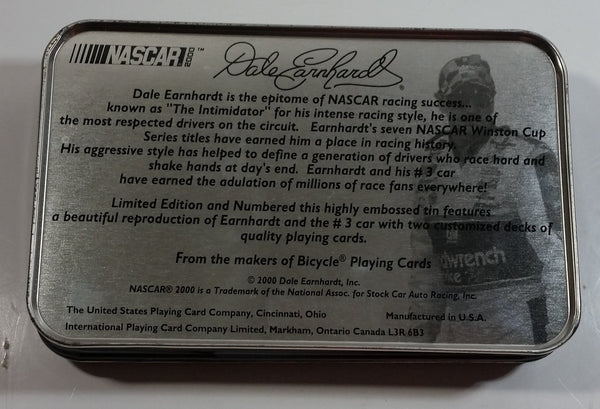 NASCAR 2000 ™
Dale Earnhardt ®
Dale Earnhardt is the epitome of NASCAR racing success...
known as "The Intimidator" for his intense racing style, he is one of
the most respected drivers on the circuit. Earnhardt's seven NASCAR Winston Cup
Series titles have earned him a place in racing history.
His aggressive style has helped to define a generation of drivers who race hard and
shake hands at day's end. Earnhardt and his #3 car
have earned the adulation of millions of race fans everywhere!
Limited Edition and Numbered this highly embossed tin features
a beautiful reproduction of Earnhardt and the #3 car with two customized decks of
quality playing cards.
From the makers of Bicycle® Playing Cards
wrench
© 2000 Dale Earnhardt, Inc.
NASCAR® 2000 is a Trademark of the National Assoc. for Stock Car Auto Racing, Inc.
The United States Playing Card Company, Cincinnati, Ohio Manufactured in U.S.A.
International Playing Card Company Limited, Markham, Ontario Canada L3R 6B3